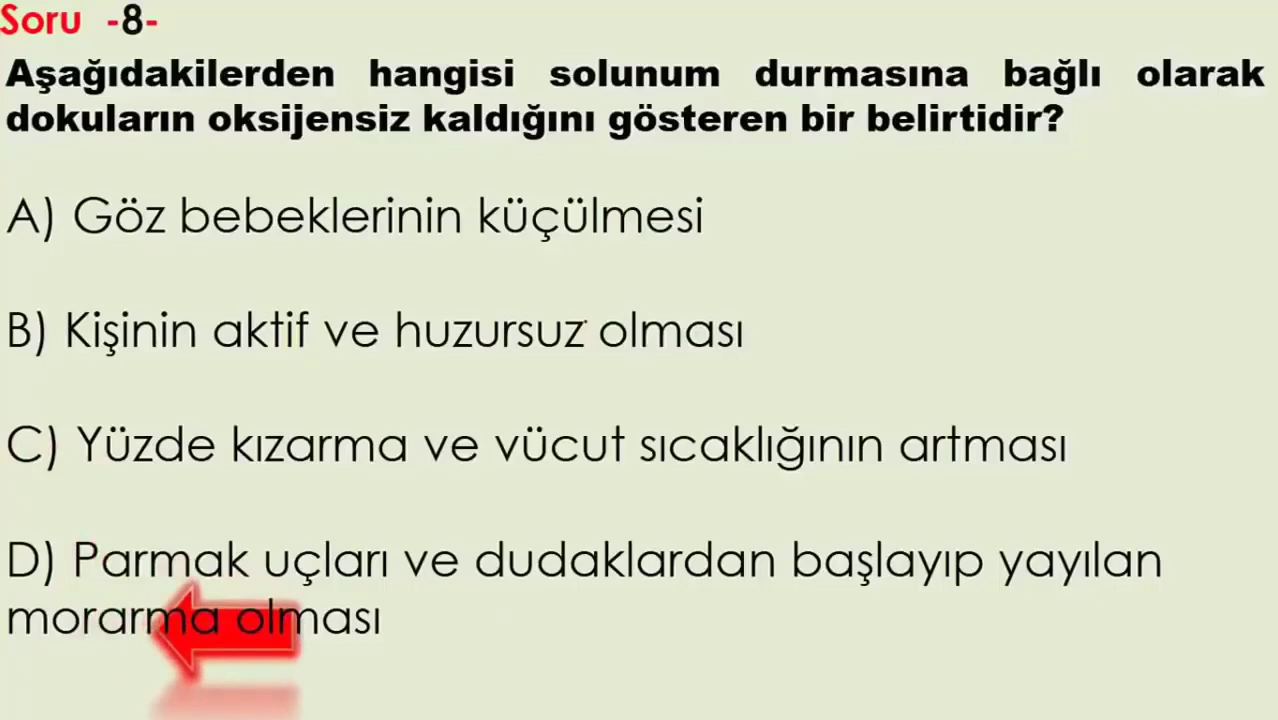 Soru -8-
Aşağıdakilerden hangisi solunum durmasına bağlı olarak
dokuların oksijensiz kaldığını gösteren bir belirtidir?
A) Göz bebeklerinin küçülmesi
B) Kişinin aktif ve huzursuz olması
C) Yüzde kızarma ve vücut sıcaklığının artması
D) Parmak uçları ve dudaklardan başlayıp yayılan
morarma olması